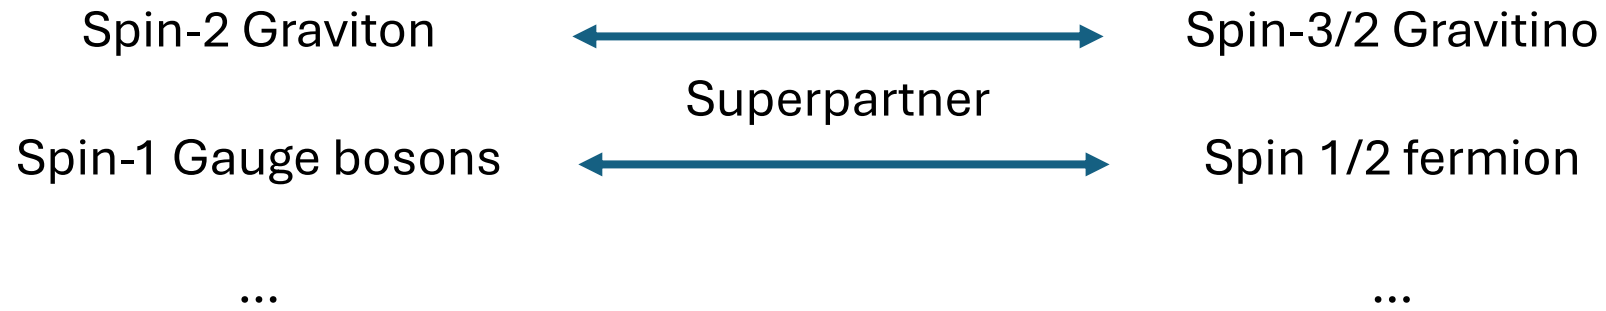 Spin-2 Graviton
Spin-3/2 Gravitino
Superpartner
Spin-1 Gauge bosons
Spin 1/2 fermion
...
...